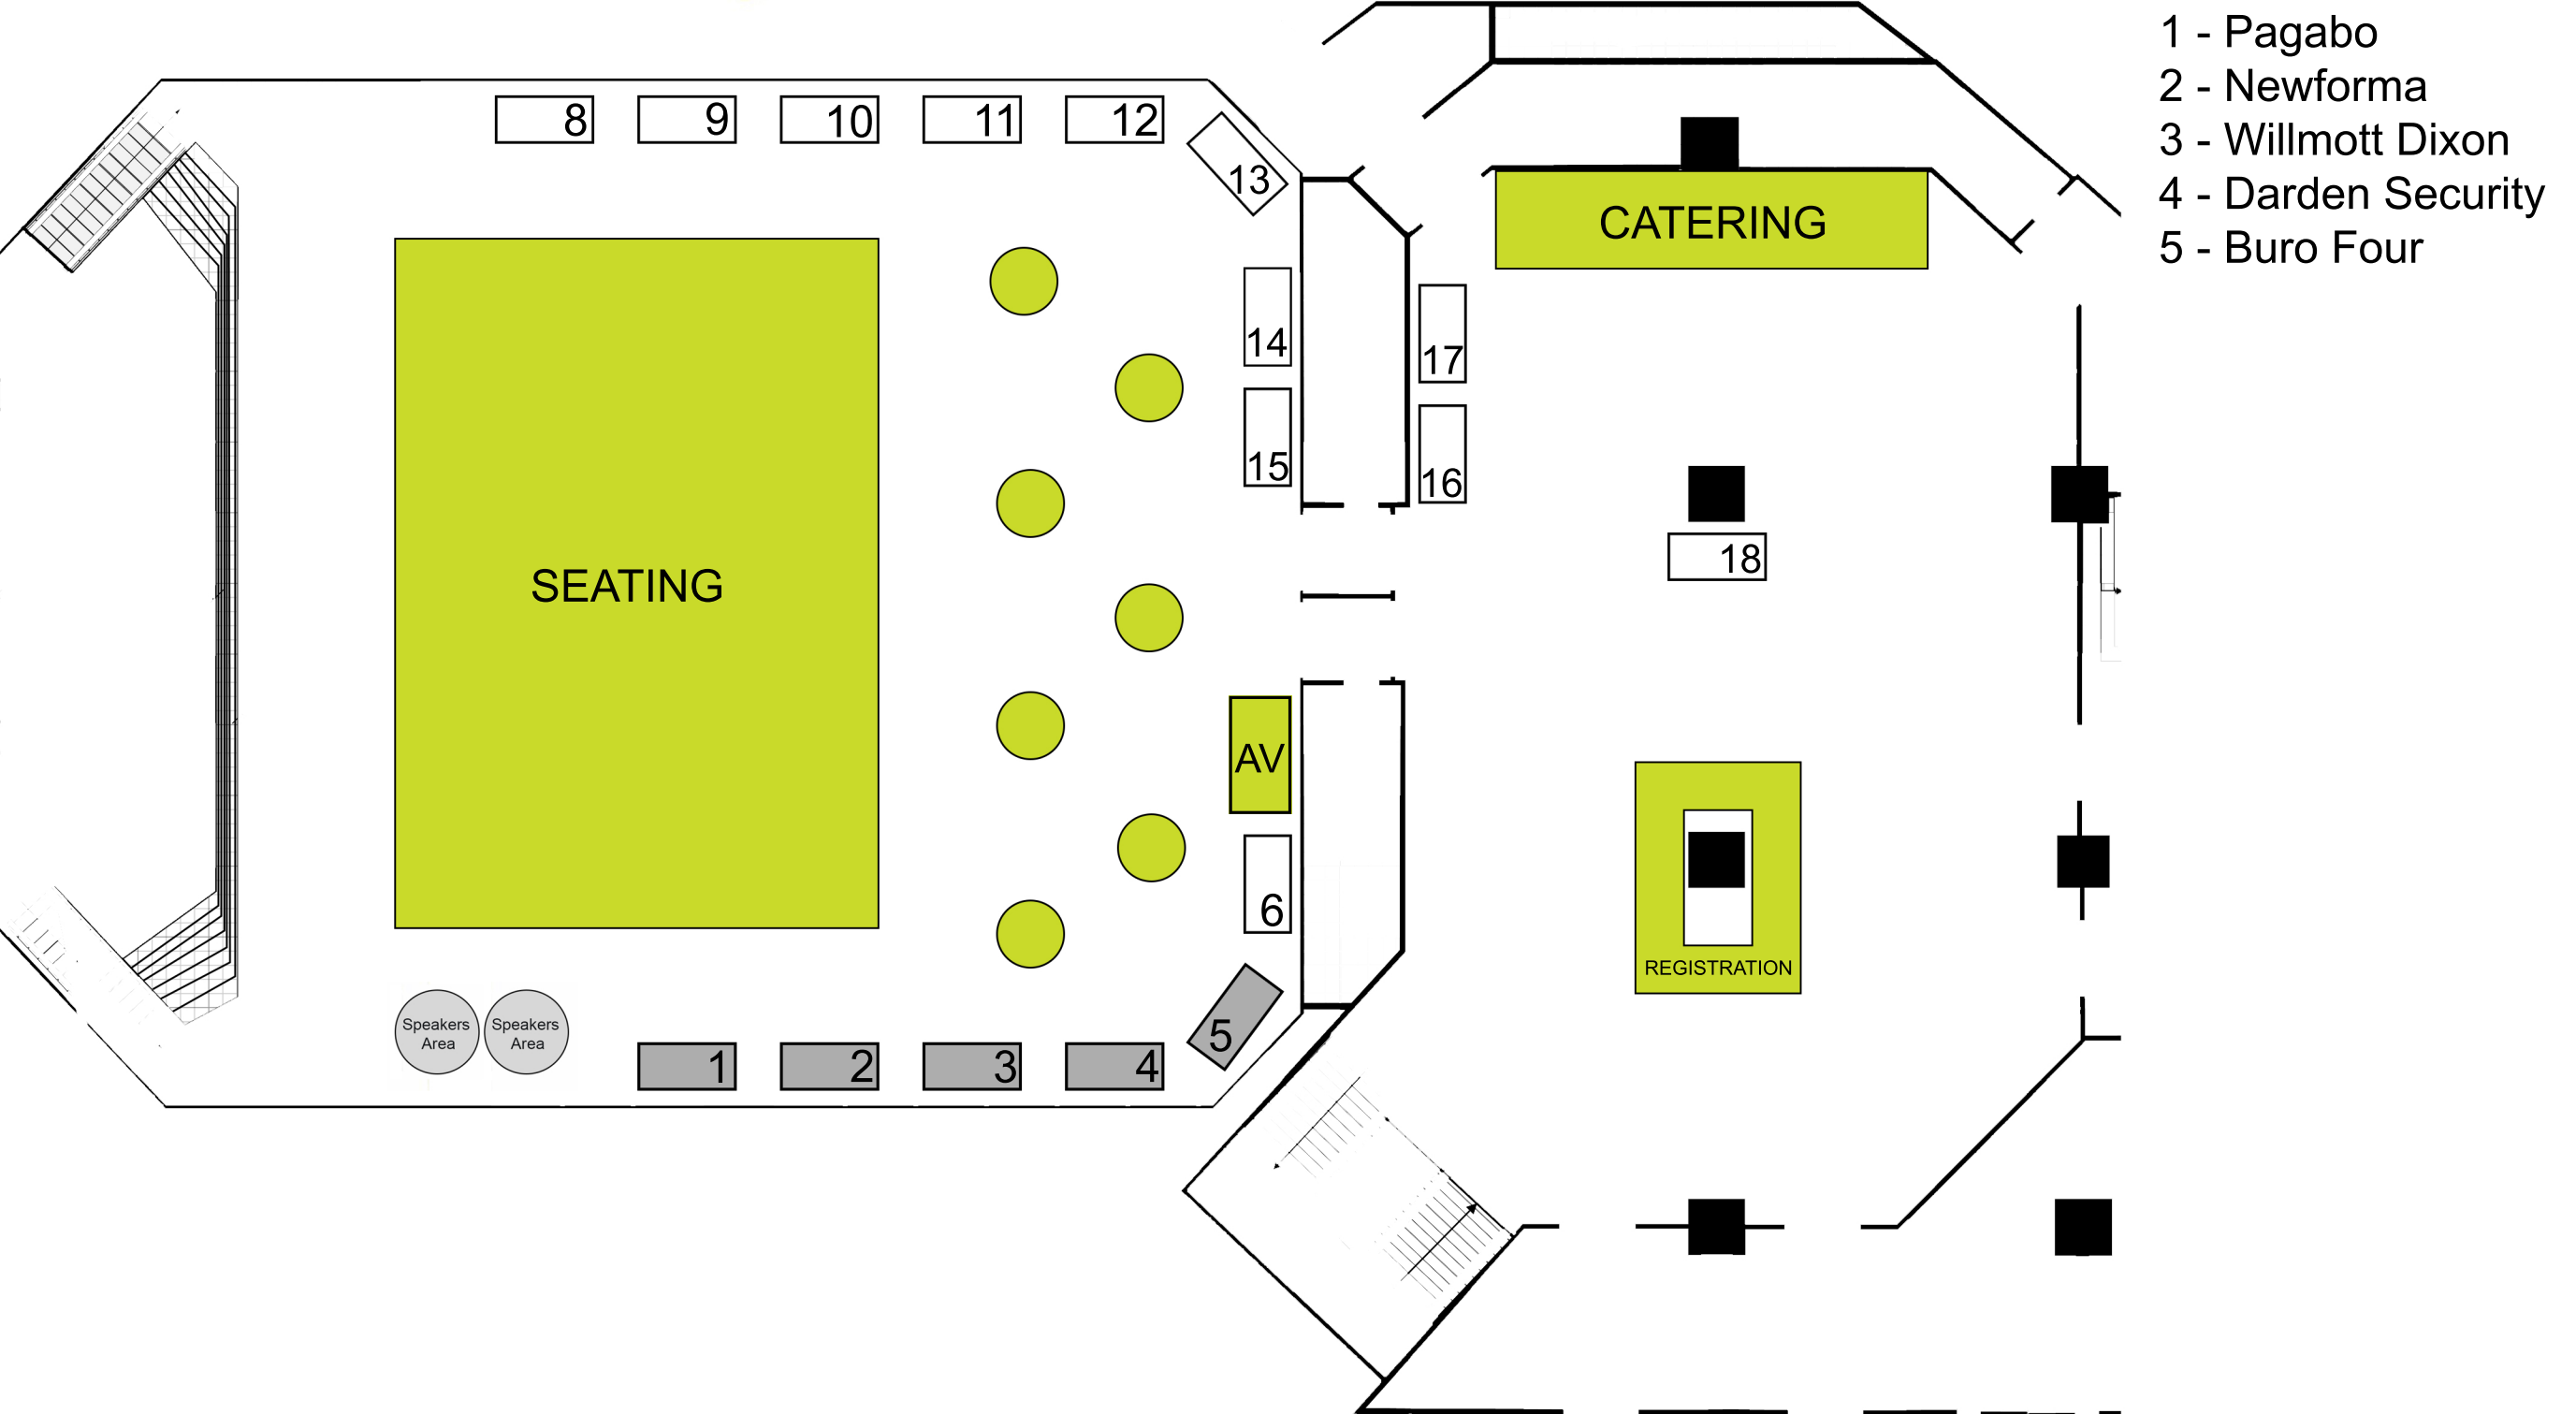 1 - Pagabo
2 - Newforma
3 - Willmott Dixon
4 - Darden Security
5 - Buro Four
8
9
10
11
12
13
CATERING
14
17
15
16
18
SEATING
AV
6
REGISTRATION
Speakers
Area
Speakers
Area
5
1
2
3
4